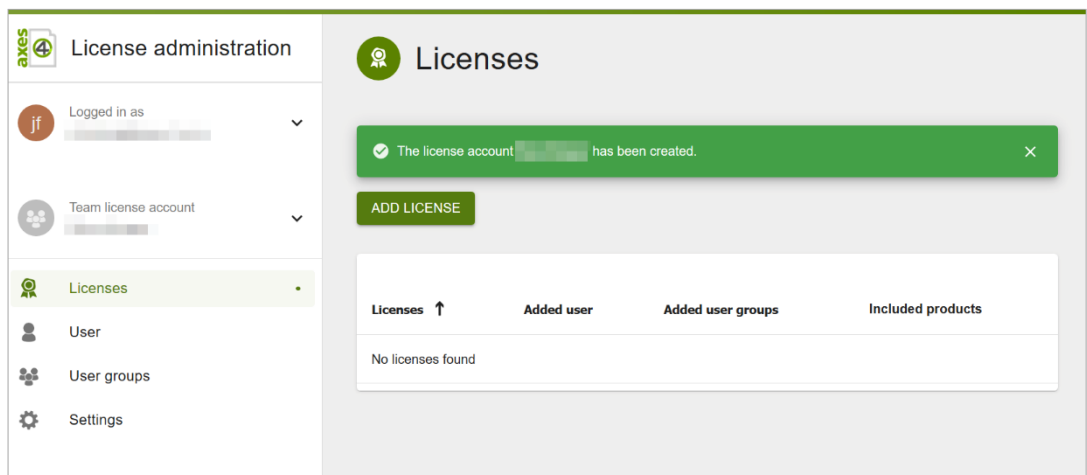 axes4
License administration
jf
Logged in as
Team license account
Licenses
User
User groups
Settings
Licenses
The license account has been created.
ADD LICENSE
Licenses Added user Added user groups Included products
No licenses found